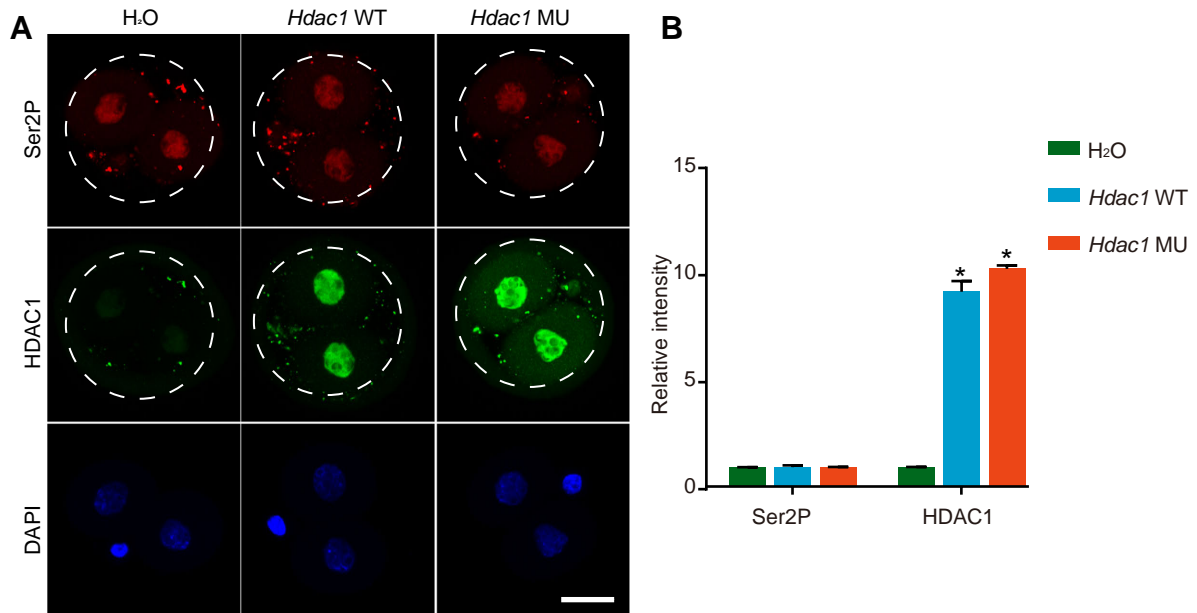 A
H₂O
Hdac1 WT
Hdac1 MU
Ser2P
HDAC1
DAPI
B
H₂O
Hdac1 WT
Hdac1 MU
Relative intensity
15
10
5
0
*
*
Ser2P
HDAC1